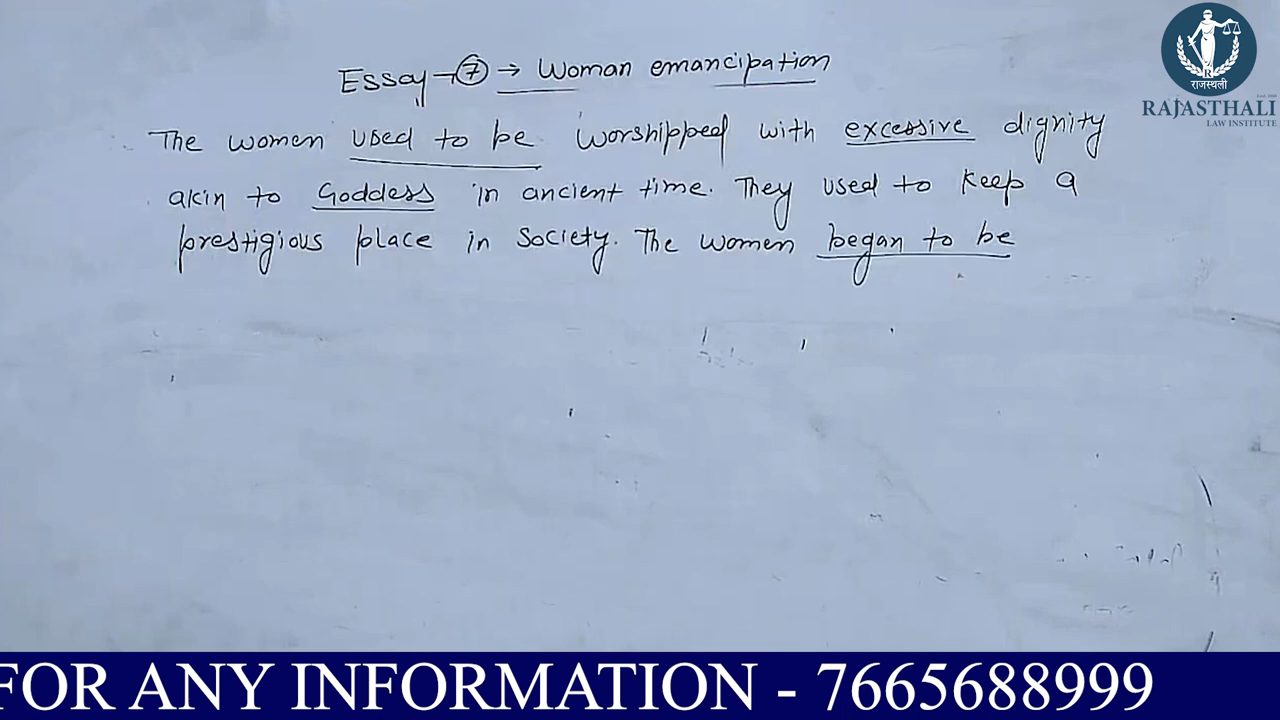 Essay-⑦ → Woman emancipation
The women used to be worshipped with excessive dignity
akin to Goddess in ancient time. They used to keep a
prestigious place in society. The women began to be
राजस्थली
RAJASTHALI
LAW INSTITUTE
FOR ANY INFORMATION - 7665688999